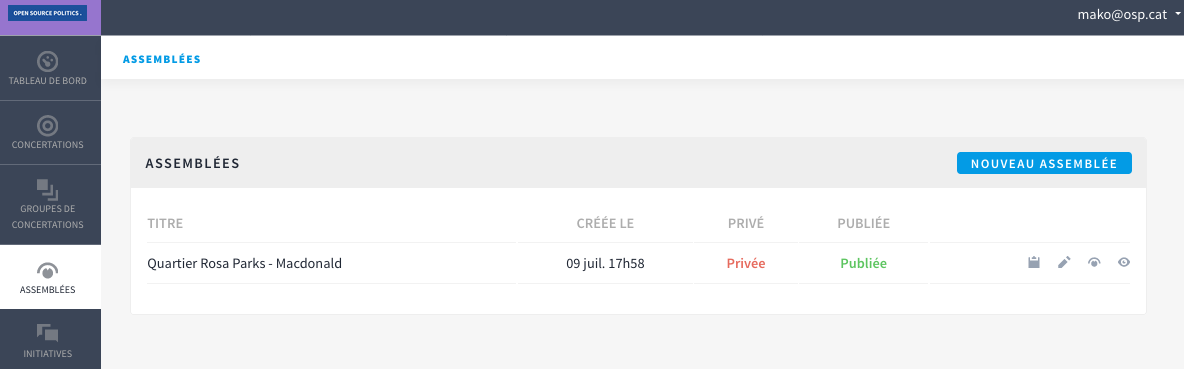 OPEN SOURCE POLITICS .
mako@osp.cat
TABLEAU DE BORD
CONCERTATIONS
GROUPES DE
CONCERTATIONS
ASSEMBLÉES
INITIATIVES
ASSEMBLÉES
ASSEMBLÉES
NOUVEAU ASSEMBLÉE
TITRE CRÉÉE LE PRIVÉ PUBLIÉE
Quartier Rosa Parks - Macdonald 09 juil. 17h58 Privée Publiée